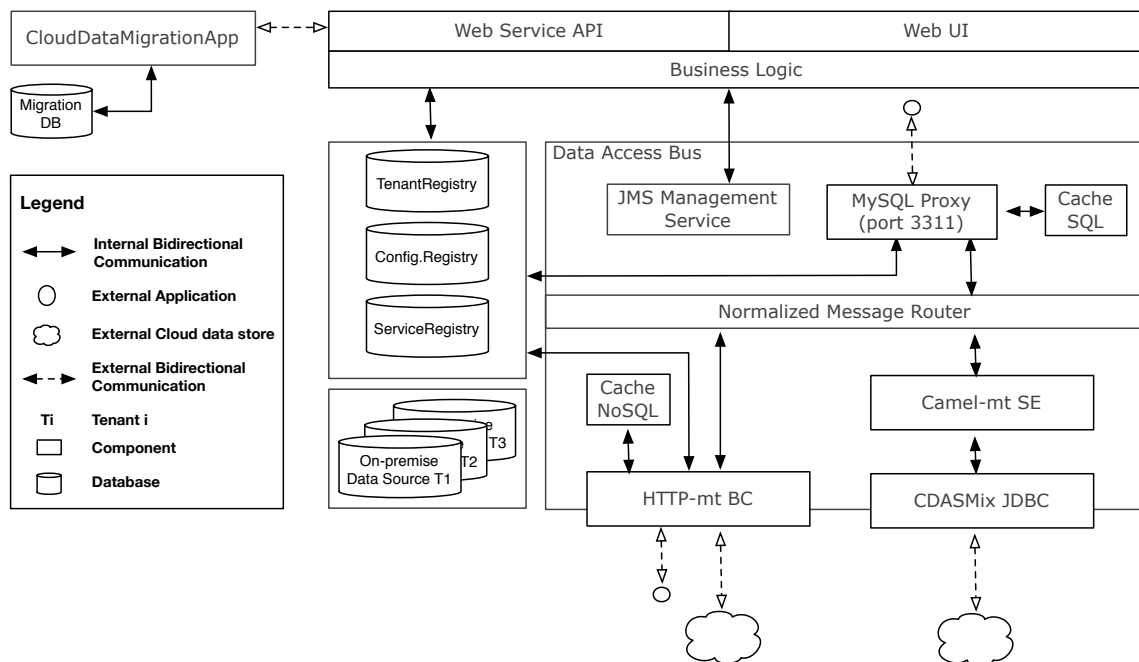 CloudDataMigrationApp
Web Service API
Web UI
Business Logic
Migration
DB
Data Access Bus
TenantRegistry
Config.Registry
ServiceRegistry
JMS Management
Service
MySQL Proxy
(port 3311)
Cache
SQL
Legend
Internal Bidirectional
Communication
External Application
External Cloud data store
External Bidirectional
Communication
Ti
Tenant i
Component
Database
Normalized Message Router
Cache
NoSQL
Camel-mt SE
T3
T2
On-premise
Data Source T1
HTTP-mt BC
CDASMix JDBC